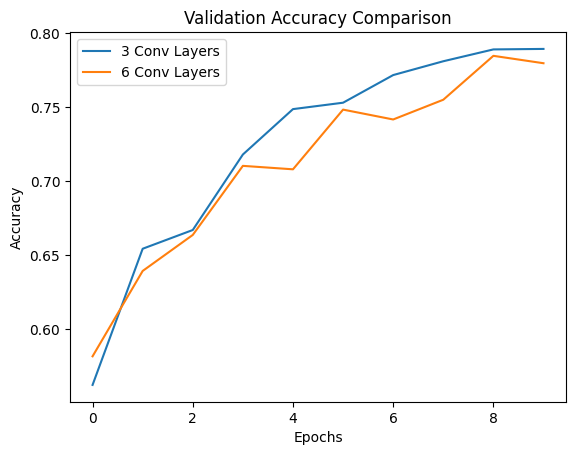 Validation Accuracy Comparison
3 Conv Layers
6 Conv Layers
0.80
0.75
0.70
0.65
0.60
Accuracy
0 2 4 6 8
Epochs